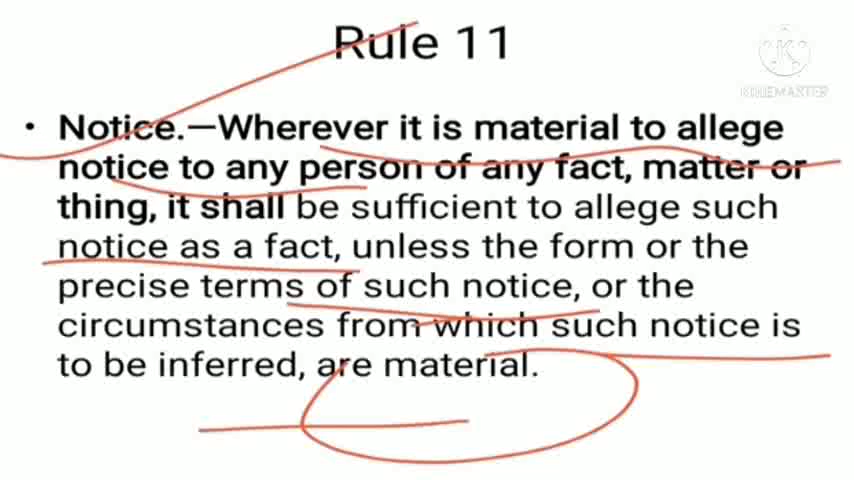 Rule 11
K
KINEMASTER
• Notice.—Wherever it is material to allege
notice to any person of any fact, matter or
thing, it shall be sufficient to allege such
notice as a fact, unless the form or the
precise terms of such notice, or the
circumstances from which such notice is
to be inferred, are material.